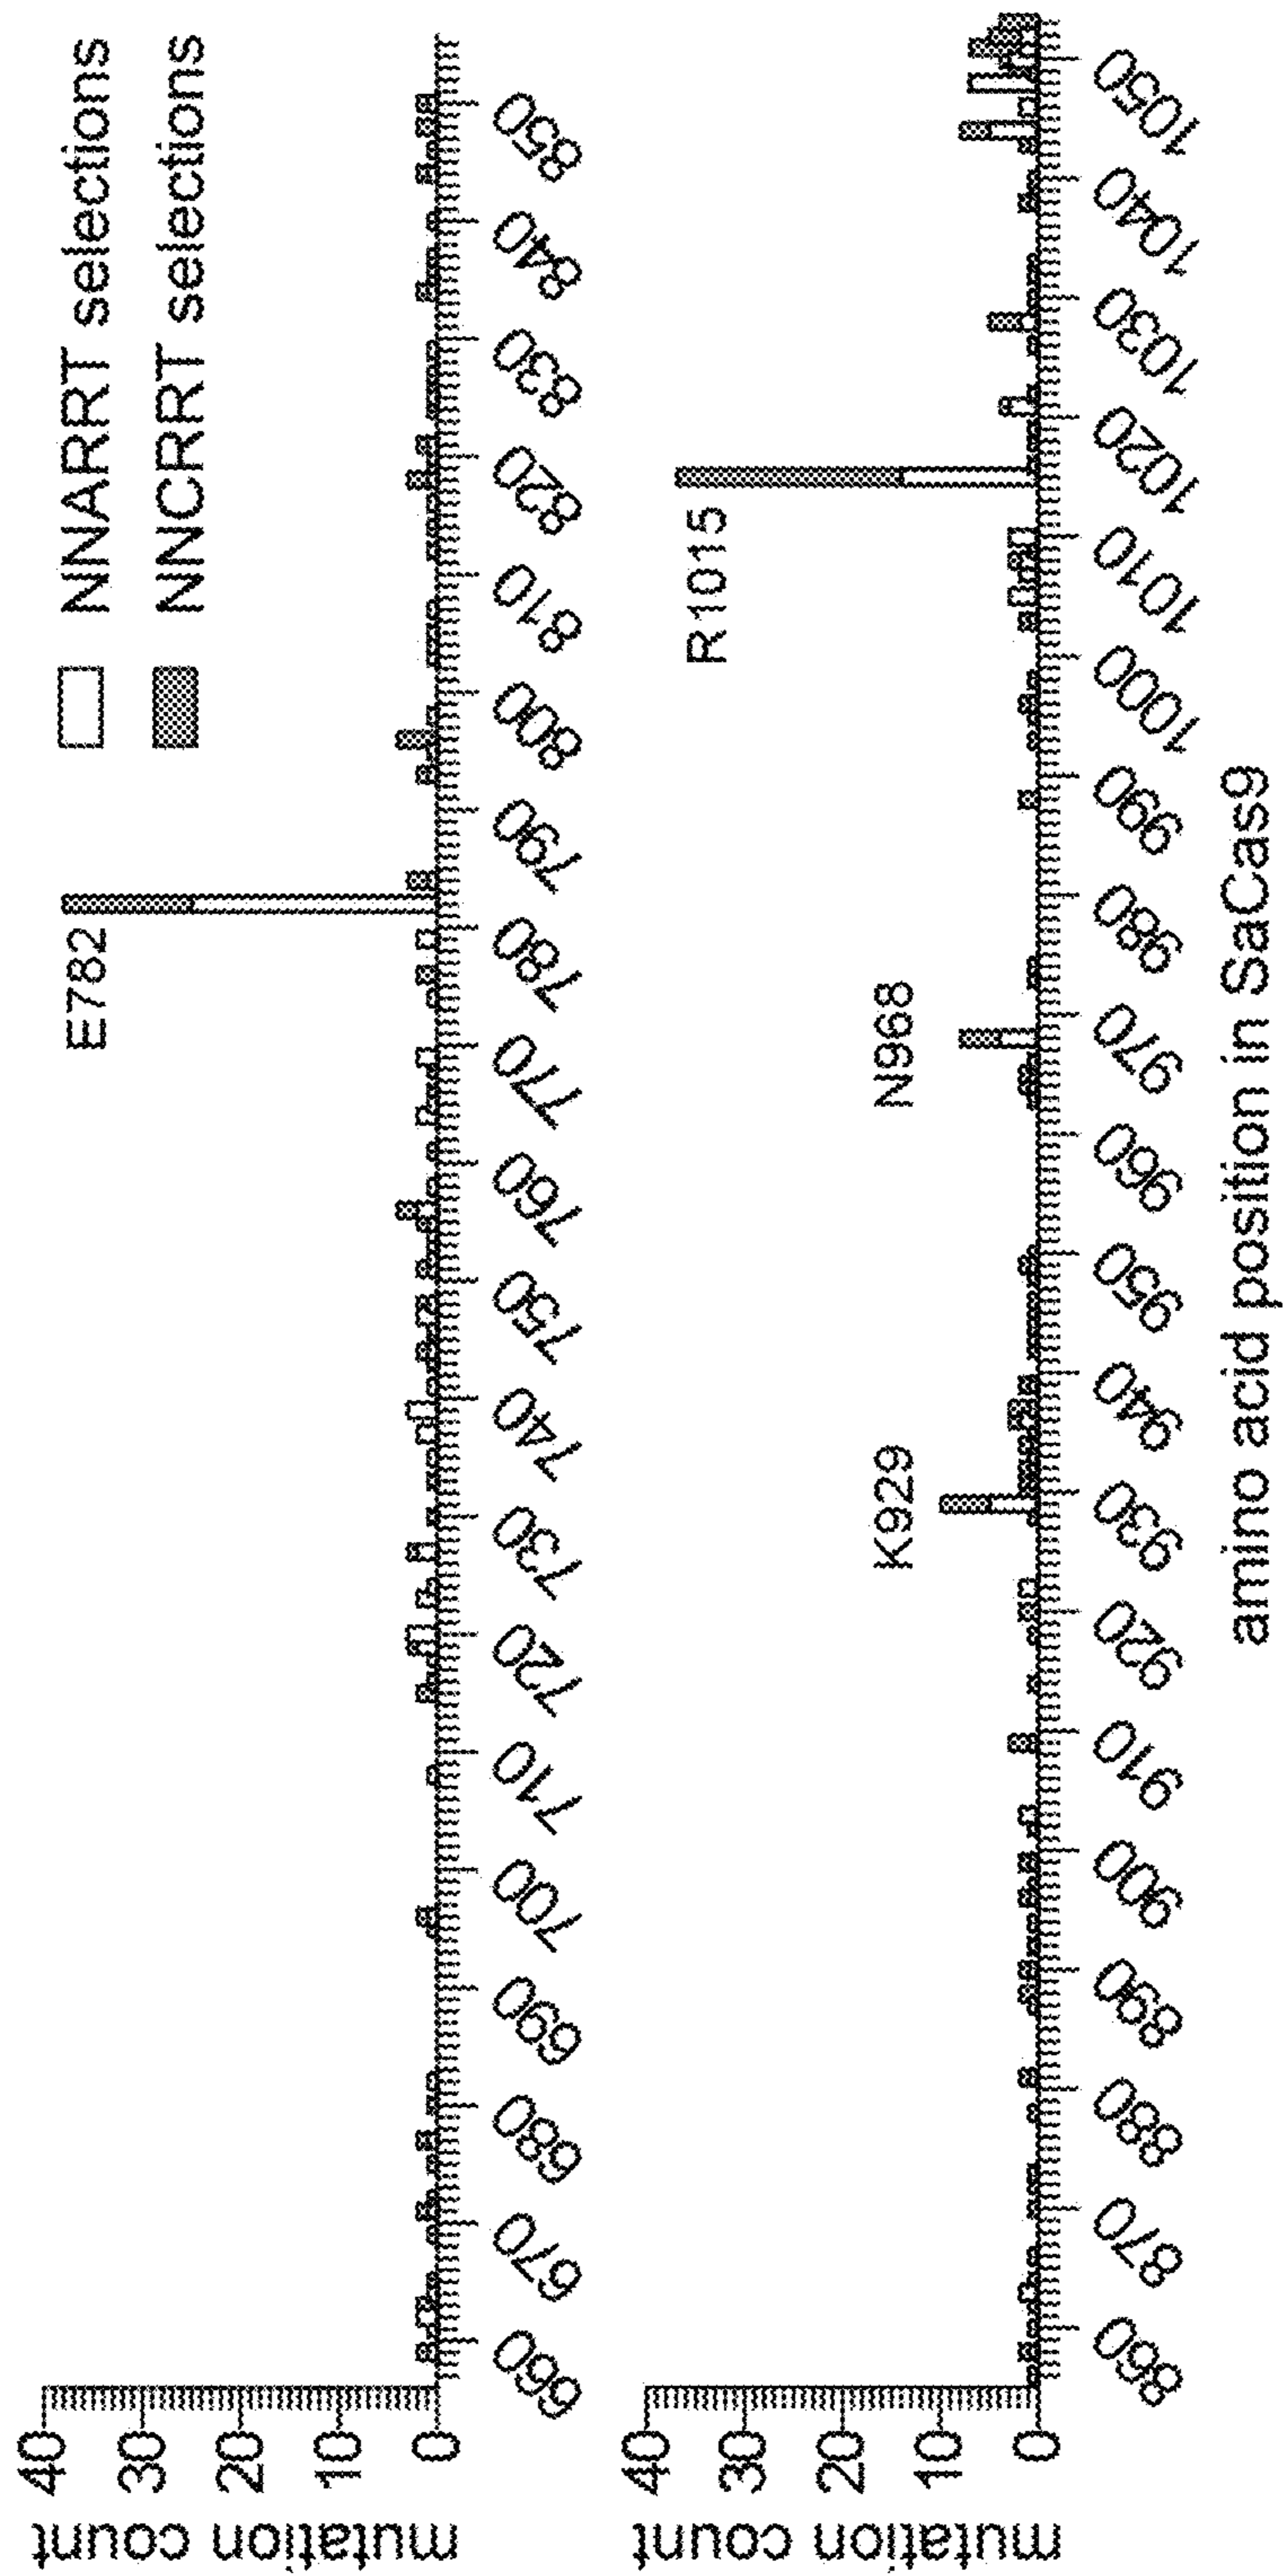 NNARRT selections
NNCRRT selections
mutation count
40
30
20
10
0
E782
660 670 680 690 700 710 720 730 740 750 760 770 780 790 800 810 820 830 840 850
mutation count
40
30
20
10
0
K929
N968
R1015
860 870 880 890 900 910 920 930 940 950 960 970 980 990 1000 1010 1020 1030 1040 1050
amino acid position in SaCas9